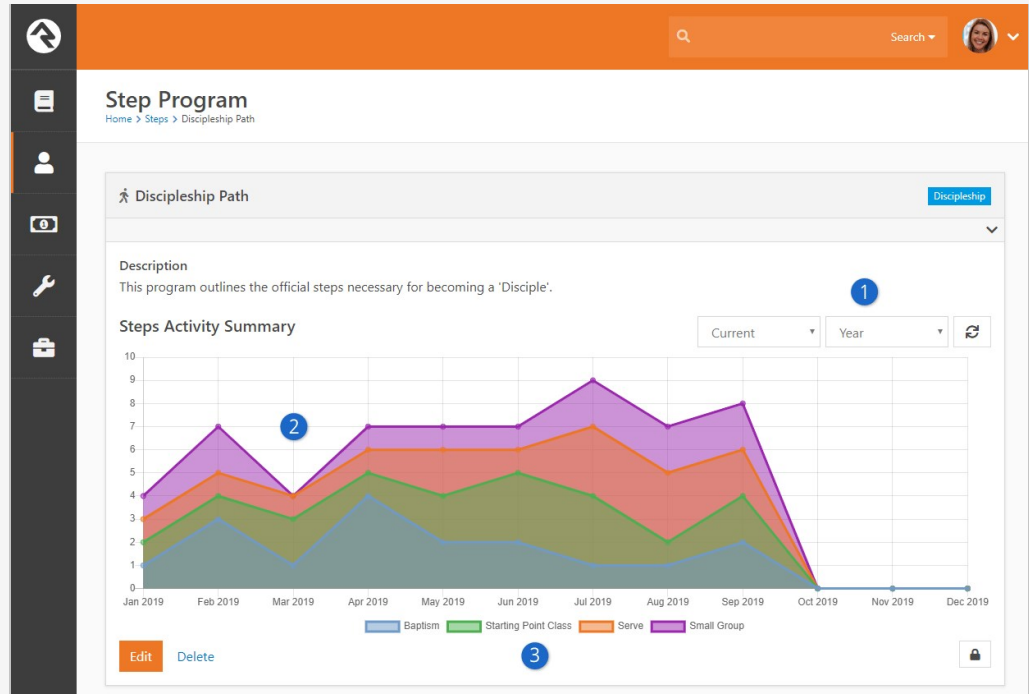 Search
Step Program
Home > Steps > Discipleship Path
Discipleship Path
Discipleship
Description
This program outlines the official steps necessary for becoming a 'Disciple'.
1
Steps Activity Summary
Current
Year
10
9
8
7
6
5
4
3
2
1
0
2
Jan 2019 Feb 2019 Mar 2019 Apr 2019 May 2019 Jun 2019 Jul 2019 Aug 2019 Sep 2019 Oct 2019 Nov 2019 Dec 2019
Baptism Starting Point Class Serve Small Group
Edit Delete
3